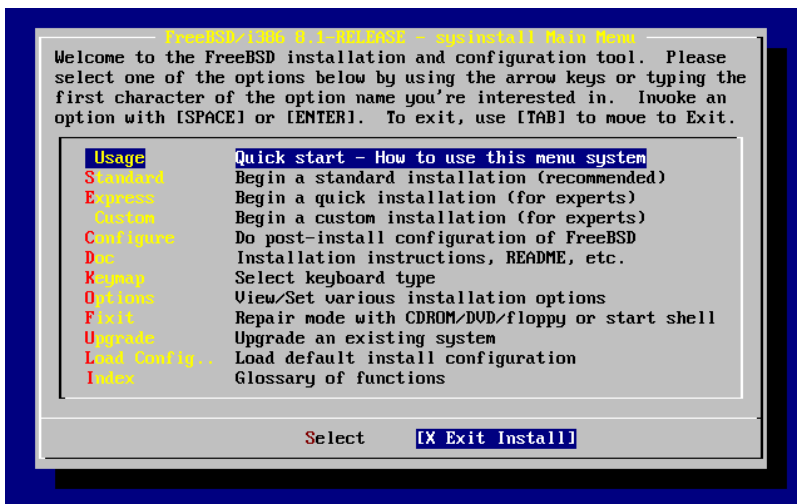 FreeBSD/i386 8.1-RELEASE - sysinstall Main Menu
Welcome to the FreeBSD installation and configuration tool.  Please
select one of the options below by using the arrow keys or typing the
first character of the option name you're interested in.  Invoke an
option with [SPACE] or [ENTER].  To exit, use [TAB] to move to Exit.
Usage Quick start - How to use this menu system
Standard Begin a standard installation (recommended)
Express Begin a quick installation (for experts)
Custom Begin a custom installation (for experts)
Configure Do post-install configuration of FreeBSD
Doc Installation instructions, README, etc.
Keymap Select keyboard type
Options View/Set various installation options
Fixit Repair mode with CDROM/DVD/floppy or start shell
Upgrade Upgrade an existing system
Load Config.. Load default install configuration
Index Glossary of functions
Select [X Exit Install]